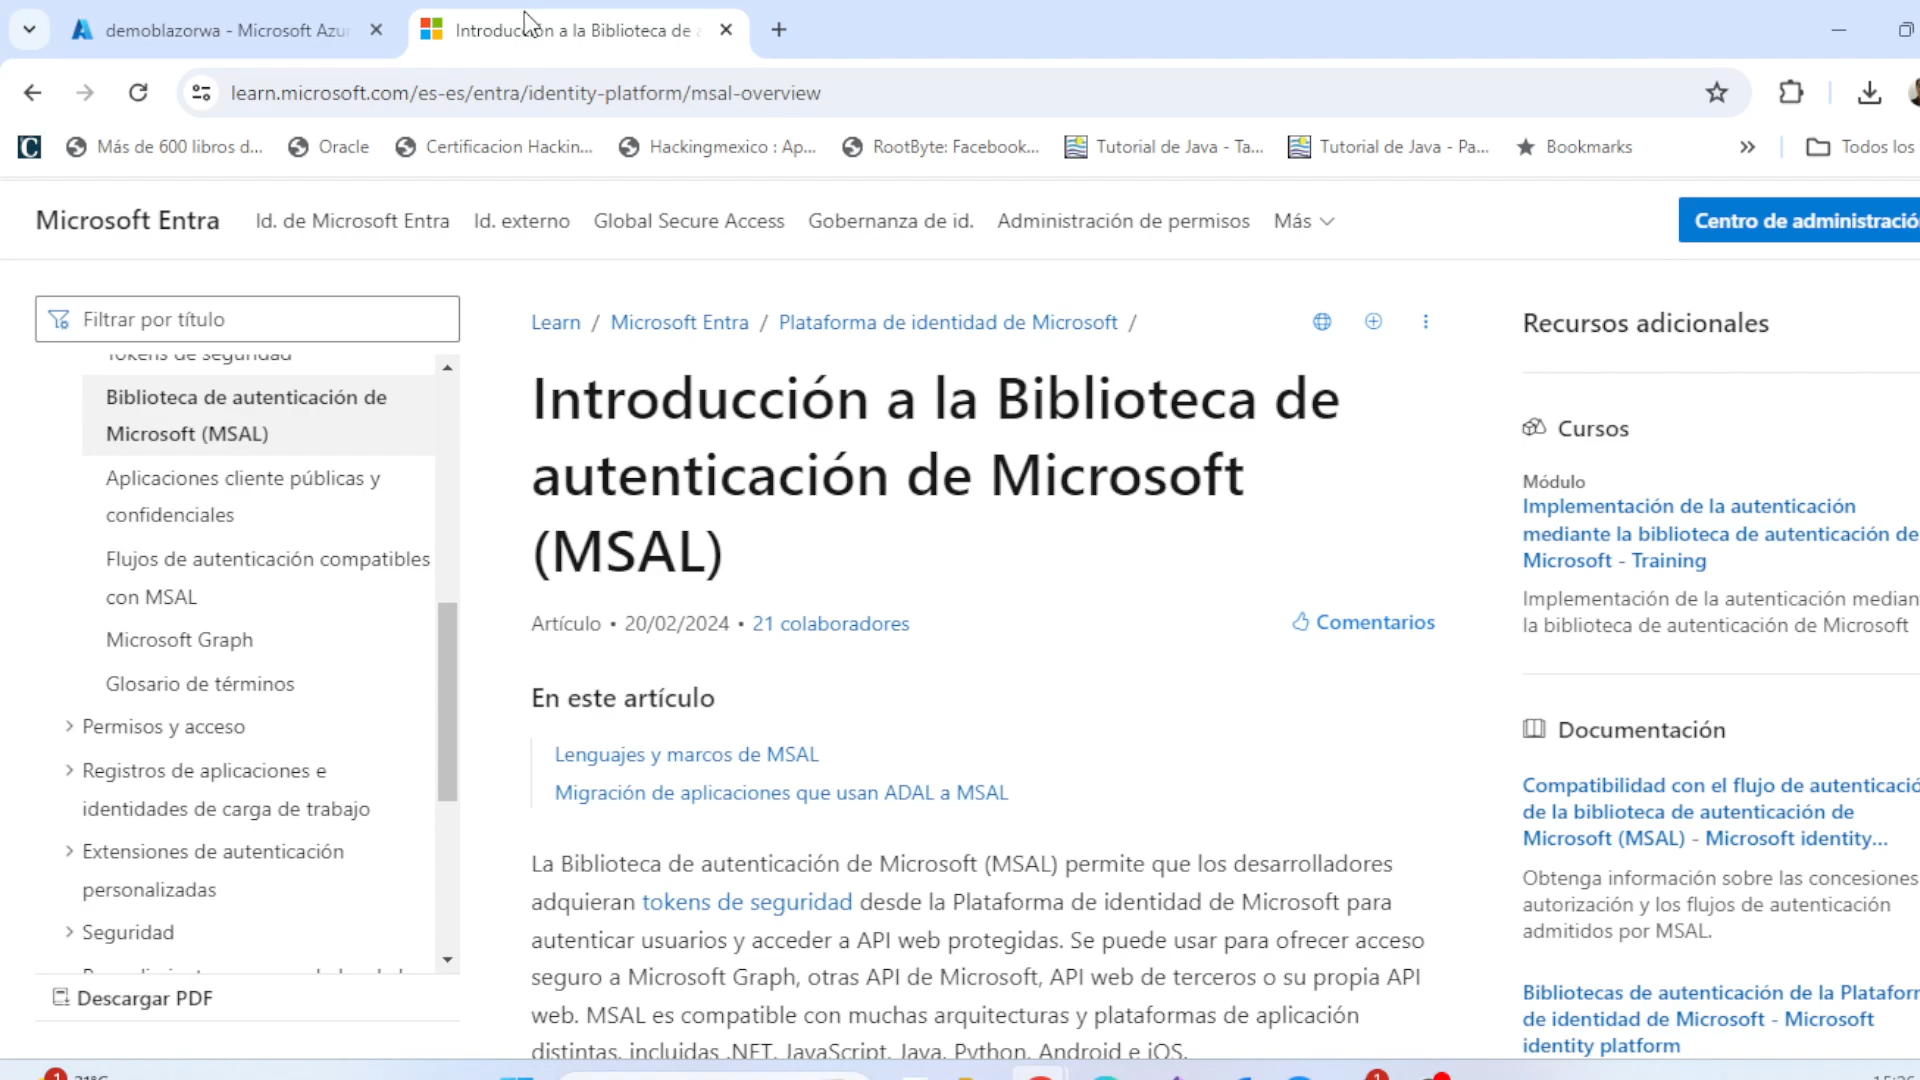 demoblazorwa - Microsoft Azu
Introducción a la Biblioteca de a
learn.microsoft.com/es-es/entra/identity-platform/msal-overview
Más de 600 libros d...
Oracle
Certificacion Hackin...
Hackingmexico : Ap...
RootByte: Facebook...
Tutorial de Java - Ta...
Tutorial de Java - Pa...
Bookmarks
Todos los
Microsoft Entra
Id. de Microsoft Entra
Id. externo
Global Secure Access
Gobernanza de id.
Administración de permisos
Más
Centro de administración
Filtrar por título
Tokens de seguridad
Biblioteca de autenticación de
Microsoft (MSAL)
Aplicaciones cliente públicas y
confidenciales
Flujos de autenticación compatibles
con MSAL
Microsoft Graph
Glosario de términos
Permisos y acceso
Registros de aplicaciones e
identidades de carga de trabajo
Extensiones de autenticación
personalizadas
Seguridad
Descargar PDF
Learn / Microsoft Entra / Plataforma de identidad de Microsoft /
Introducción a la Biblioteca de
autenticación de Microsoft
(MSAL)
Artículo • 20/02/2024 • 21 colaboradores
Comentarios
En este artículo
Lenguajes y marcos de MSAL
Migración de aplicaciones que usan ADAL a MSAL
La Biblioteca de autenticación de Microsoft (MSAL) permite que los desarrolladores
adquieran tokens de seguridad desde la Plataforma de identidad de Microsoft para
autenticar usuarios y acceder a API web protegidas. Se puede usar para ofrecer acceso
seguro a Microsoft Graph, otras API de Microsoft, API web de terceros o su propia API
web. MSAL es compatible con muchas arquitecturas y plataformas de aplicación
distintas, incluidas .NET, JavaScript, Java, Python, Android e iOS.
Recursos adicionales
Cursos
Módulo
Implementación de la autenticación
mediante la biblioteca de autenticación de
Microsoft - Training
Implementación de la autenticación median
la biblioteca de autenticación de Microsoft
Documentación
Compatibilidad con el flujo de autenticació
de la biblioteca de autenticación de
Microsoft (MSAL) - Microsoft identity...
Obtenga información sobre las concesiones
autorización y los flujos de autenticación
admitidos por MSAL.
Bibliotecas de autenticación de la Platafor
de identidad de Microsoft - Microsoft
identity platform
1
1